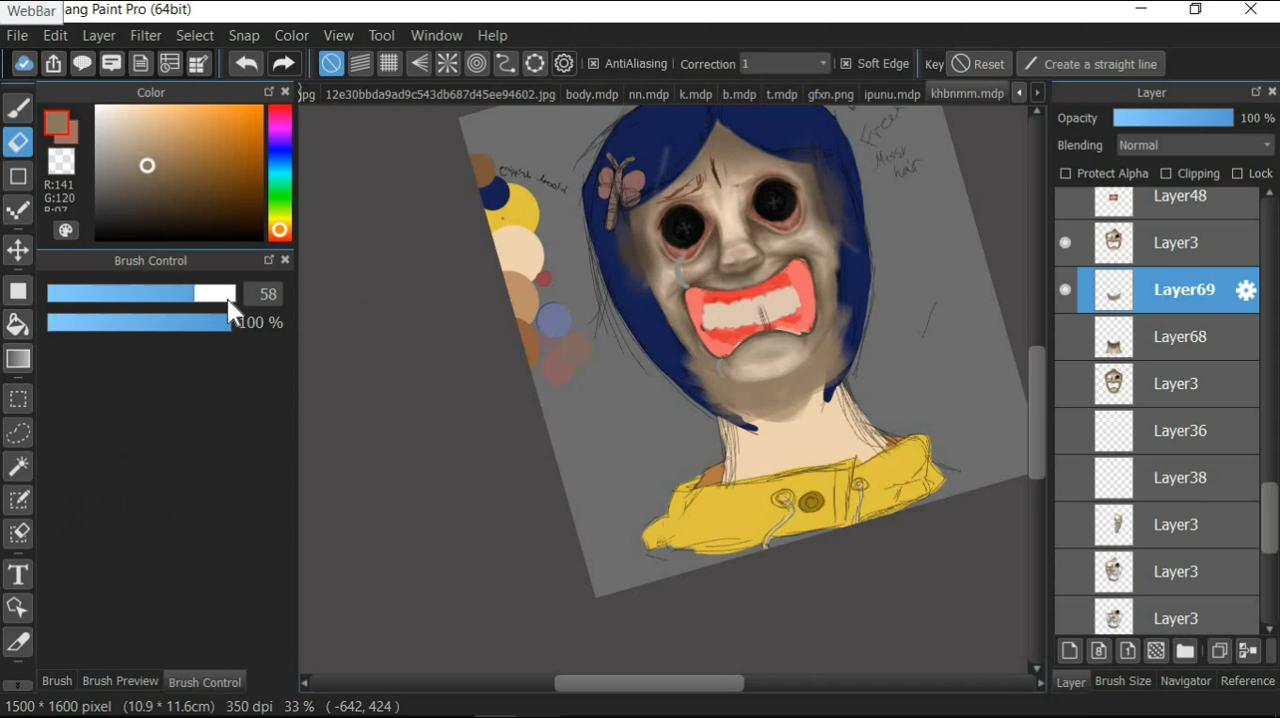 WebBar ang Paint Pro (64bit)
File Edit Layer Filter Select Snap Color View Tool Window Help
AntiAliasing Correction 1 Soft Edge Key Reset Create a straight line
Color
jpg 12e30bbda9ad9c543db687d45ee94602.jpg body.mdp nn.mdp k.mdp b.mdp t.mdp gfxn.png ipunu.mdp khbnmm.mdp
Layer
Opacity 100 %
Blending Normal
Protect Alpha Clipping Lock
R:141
G:120
Brush Control
58
100 %
Messy
hair
Layer48
Layer3
Layer69
Layer68
Layer3
Layer36
Layer38
Layer3
Layer3
Layer3
Brush Brush Preview Brush Control
Layer Brush Size Navigator Reference
1500 * 1600 pixel (10.9 * 11.6cm) 350 dpi 33 % ( -642, 424 )